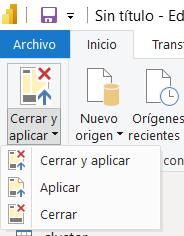 Sin título - Ed
Archivo Inicio Transf
Cerrar y aplicar
Nuevo origen
Orígenes recientes
con
Cerrar y aplicar
Aplicar
Cerrar